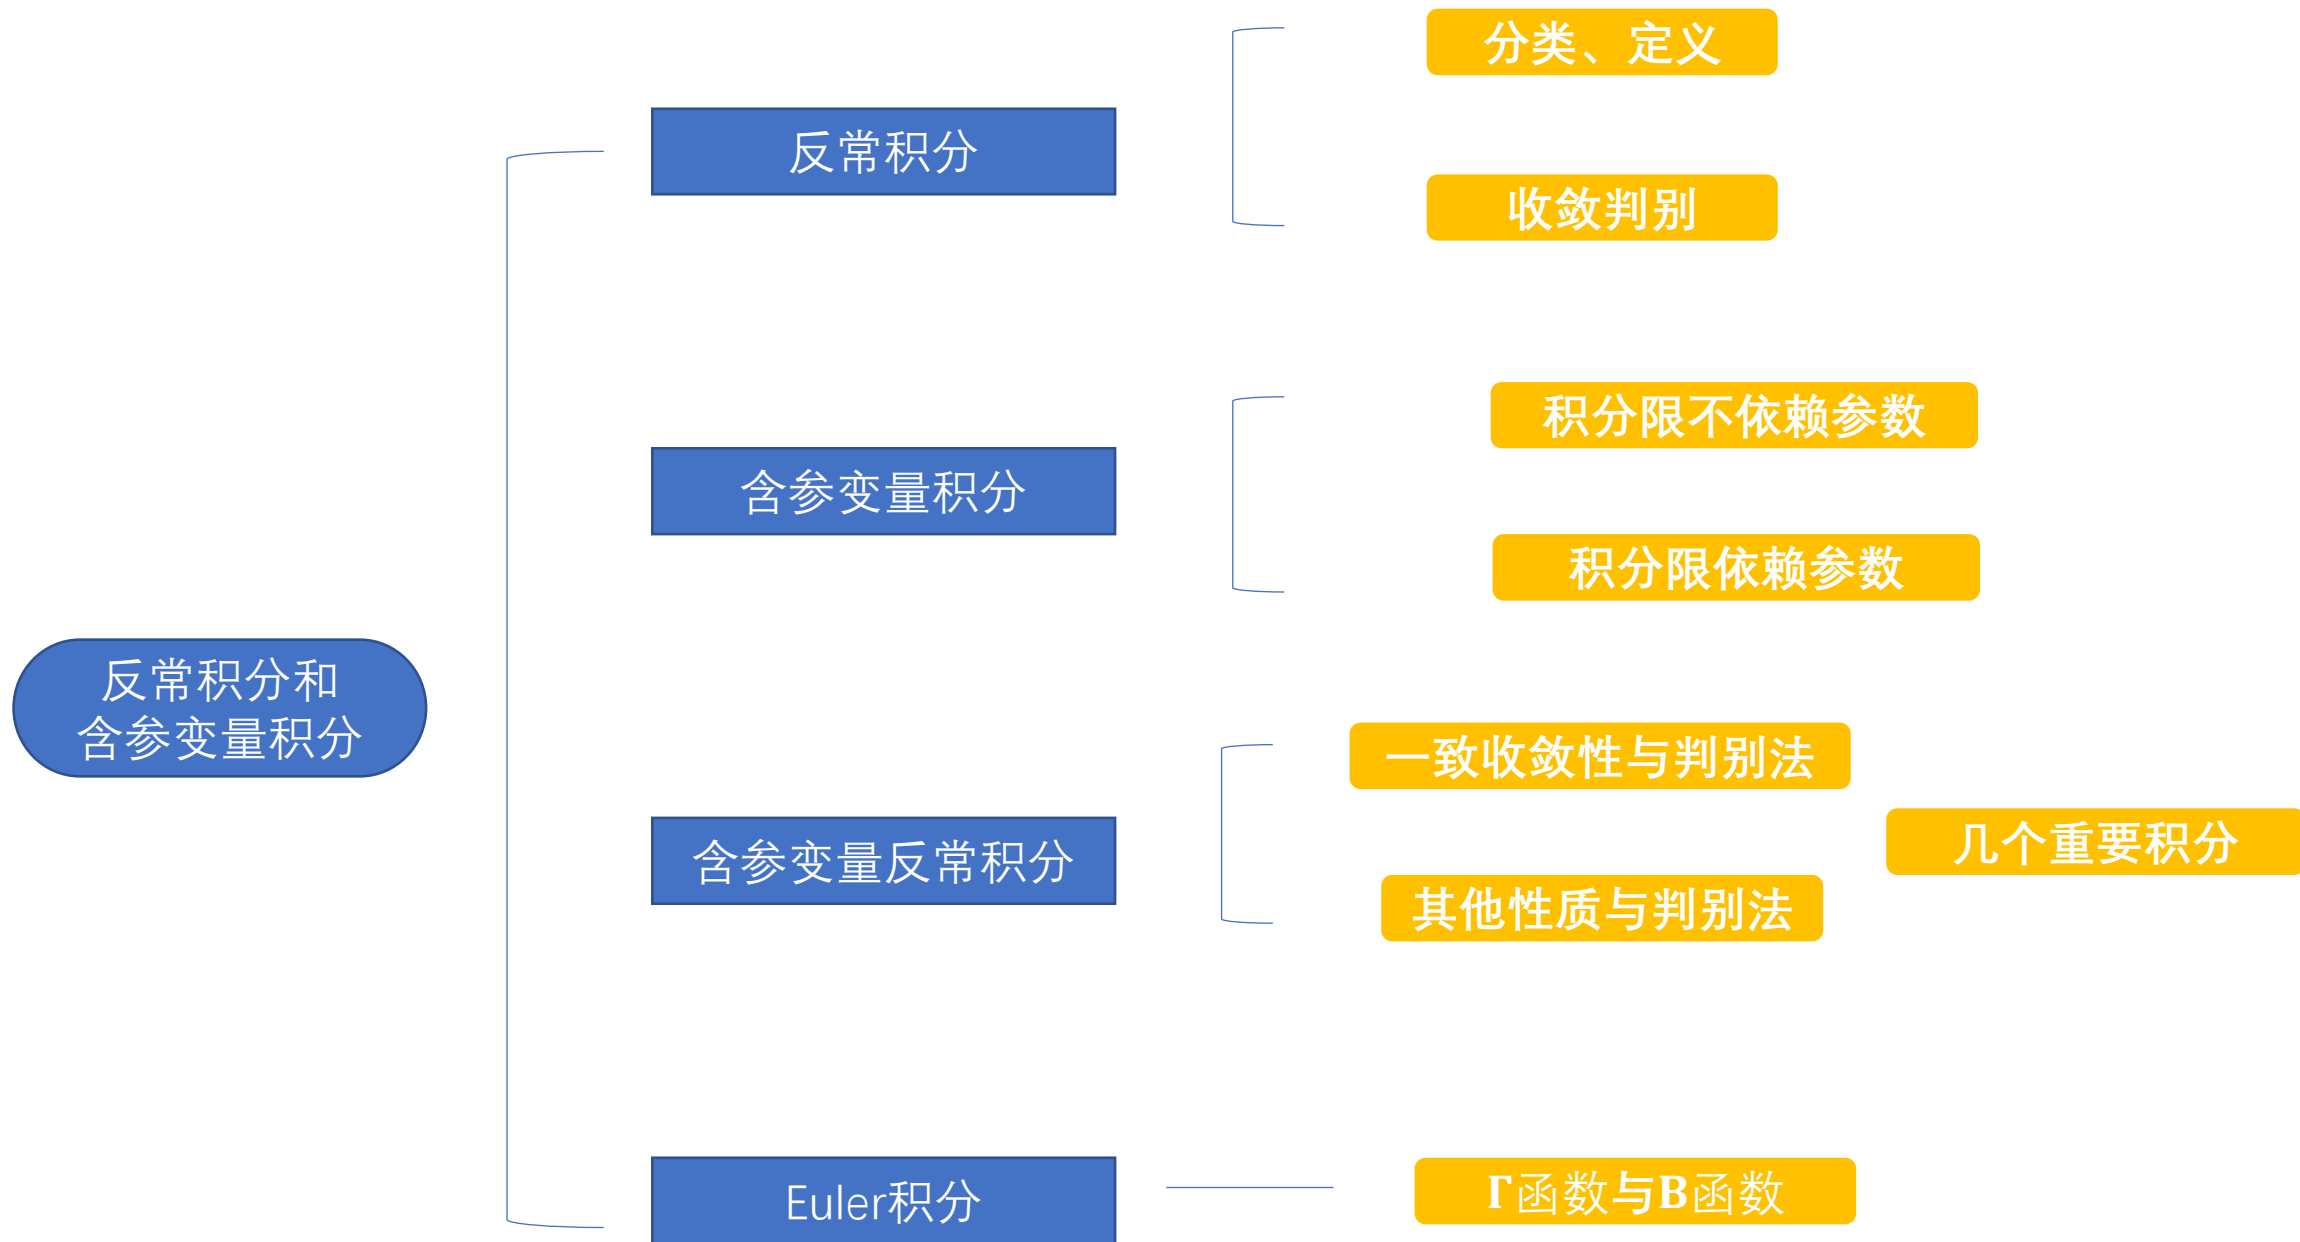 反常积分和
含参变量积分
反常积分
分类、定义
收敛判别
含参变量积分
积分限不依赖参数
积分限依赖参数
含参变量反常积分
一致收敛性与判别法
其他性质与判别法
几个重要积分
Euler积分
Γ函数与B函数